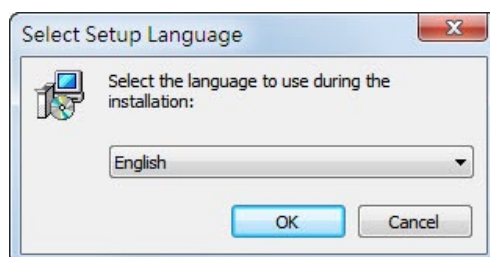 Select Setup Language
Select the language to use during the
installation:
English
OK
Cancel